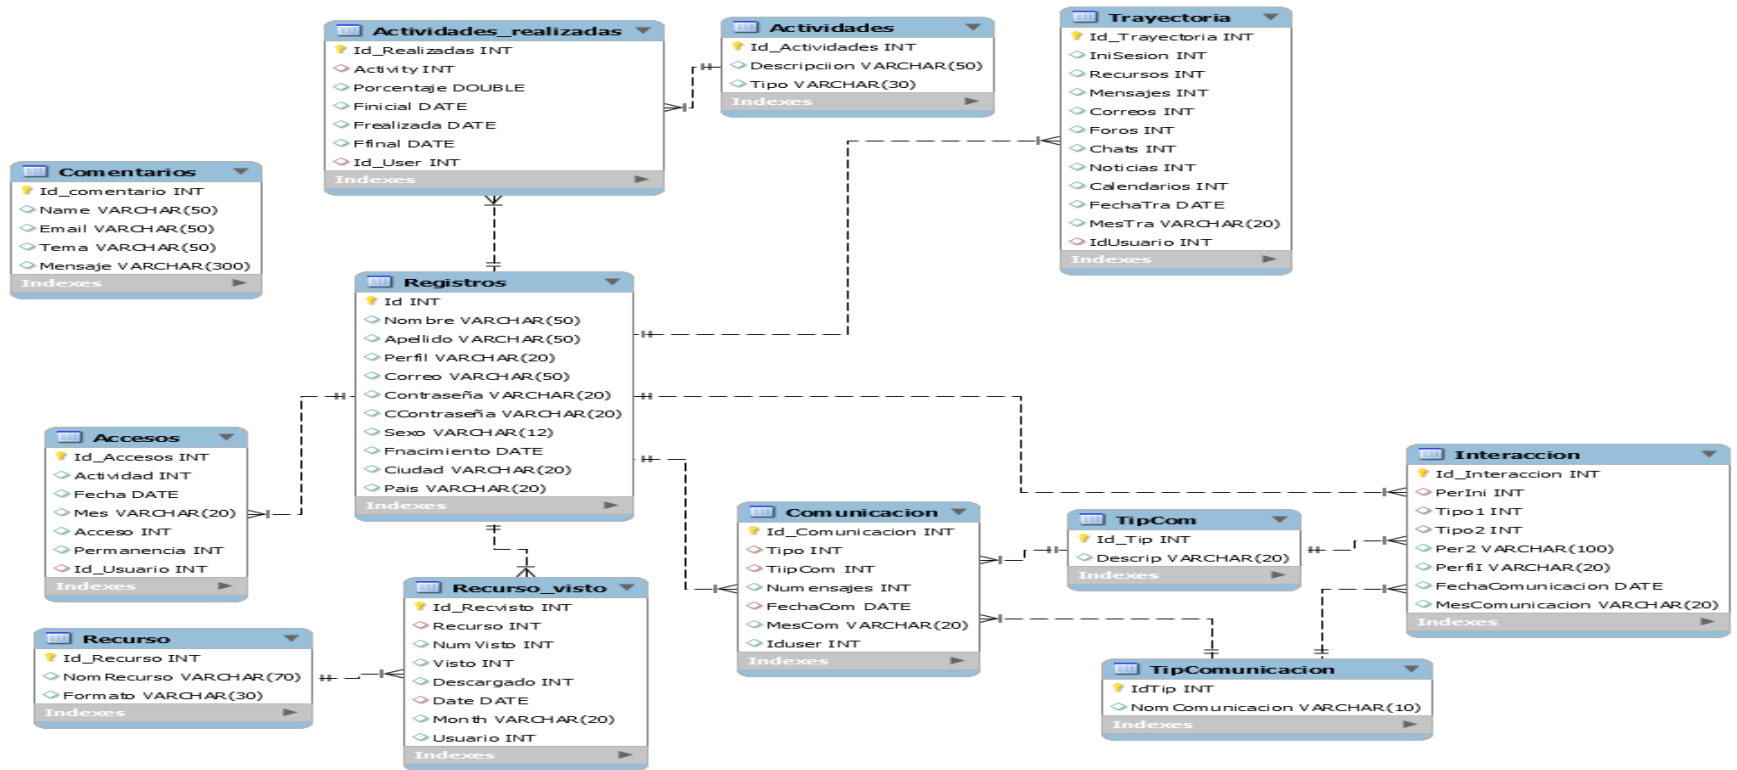 Actividades_realizadas
Id_Realizadas INT
Activity INT
Porcentaje DOUBLE
Finicial DATE
Frealizada DATE
Ffinal DATE
Id_User INT
Indexes
Actividades
Id_Actividades INT
Descripciion VARCHAR(50)
Tipo VARCHAR(30)
Indexes
Trayectoria
Id_Trayectoria INT
IniSesion INT
Recursos INT
Mensajes INT
Correos INT
Foros INT
Chats INT
Noticias INT
Calendarios INT
FechaTra DATE
MesTra VARCHAR(20)
IdUsuario INT
Indexes
Comentarios
Id_comentario INT
Name VARCHAR(50)
Email VARCHAR(50)
Tema VARCHAR(50)
Mensaje VARCHAR(300)
Indexes
Registros
Id INT
Nombre VARCHAR(50)
Apellido VARCHAR(50)
Perfil VARCHAR(20)
Correo VARCHAR(50)
Contraseña VARCHAR(20)
CContraseña VARCHAR(20)
Sexo VARCHAR(12)
Fnacimiento DATE
Ciudad VARCHAR(20)
Pais VARCHAR(20)
Indexes
Accesos
Id_Accesos INT
Actividad INT
Fecha DATE
Mes VARCHAR(20)
Acceso INT
Permanencia INT
Id_Usuario INT
Indexes
Interaccion
Id_Interaccion INT
PerIni INT
Tipo1 INT
Tipo2 INT
Per2 VARCHAR(100)
PerfiI VARCHAR(20)
FechaComunicacion DATE
MesComunicacion VARCHAR(20)
Indexes
Comunicacion
Id_Comunicacion INT
Tipo INT
TiipCom INT
Numensajes INT
FechaCom DATE
MesCom VARCHAR(20)
Iduser INT
Indexes
TipCom
Id_Tip INT
Descrip VARCHAR(20)
Indexes
Recurso_visto
Id_Recvisto INT
Recurso INT
NumVisto INT
Visto INT
Descargado INT
Date DATE
Month VARCHAR(20)
Usuario INT
Indexes
Recurso
Id_Recurso INT
NomRecurso VARCHAR(70)
Formato VARCHAR(30)
Indexes
TipComunicacion
IdTip INT
NomComunicacion VARCHAR(10)
Indexes